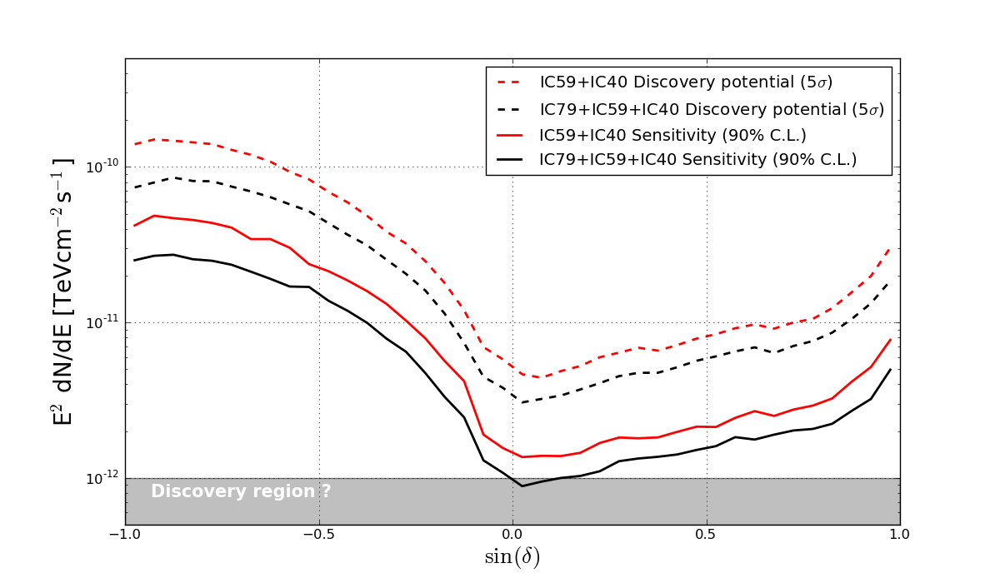 IC59+IC40 Discovery potential (5σ)
IC79+IC59+IC40 Discovery potential (5σ)
IC59+IC40 Sensitivity (90% C.L.)
IC79+IC59+IC40 Sensitivity (90% C.L.)
E² dN/dE [TeVcm⁻²s⁻¹]
10⁻¹⁰
10⁻¹¹
10⁻¹²
Discovery region ?
−1.0 −0.5 0.0 0.5 1.0
sin(δ)